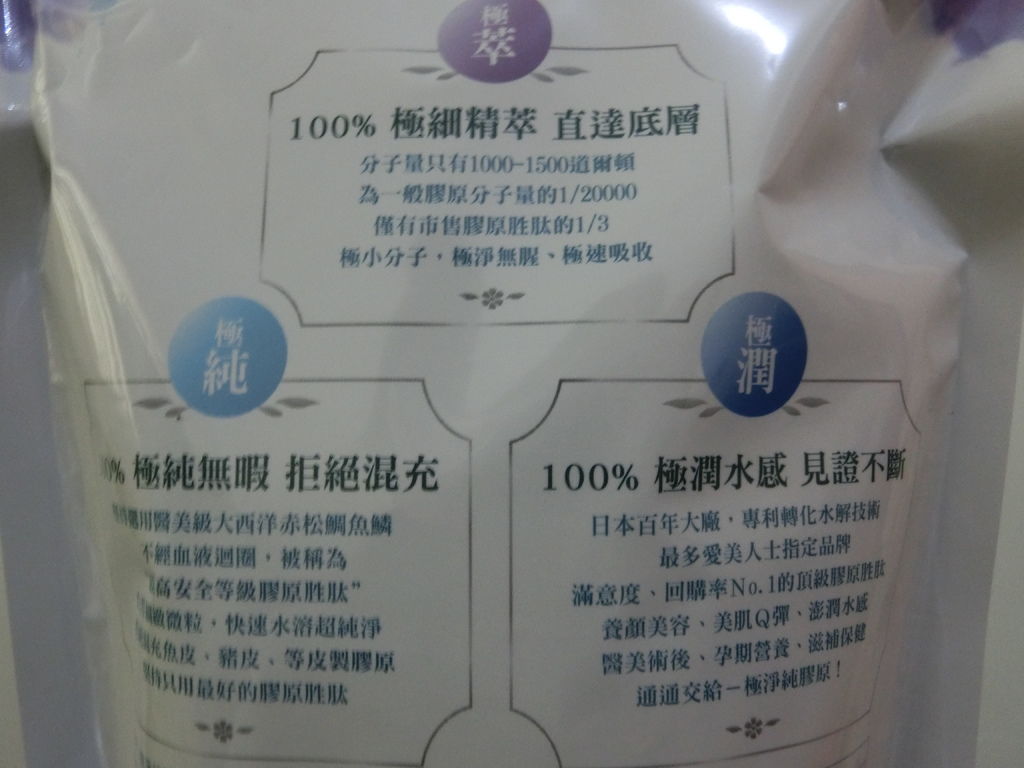 極萃
100% 極細精萃 直達底層
分子量只有1000-1500道爾頓
為一般膠原分子量的1/20000
僅有市售膠原胜肽的1/3
極小分子，極淨無腥、極速吸收
極純
0% 極純無暇 拒絕混充
用醫美級大西洋赤松鯛魚鱗
不經血液迴圈，被稱為
高安全等級膠原胜肽”
微粒，快速水溶超純淨
充魚皮、豬皮、等皮製膠原
只用最好的膠原胜肽
極潤
100% 極潤水感 見證不斷
日本百年大廠，專利轉化水解技術
最多愛美人士指定品牌
滿意度、回購率No.1的頂級膠原胜肽
養顏美容、美肌Q彈、澎潤水感
醫美術後、孕期營養、滋補保健
通通交給－極淨純膠原！